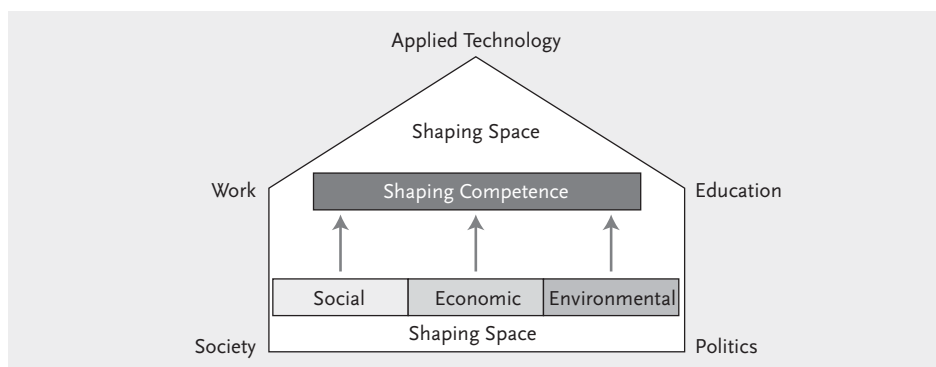 Applied Technology
Shaping Space
Work
Shaping Competence
Education
Social
Economic
Environmental
Shaping Space
Society
Politics